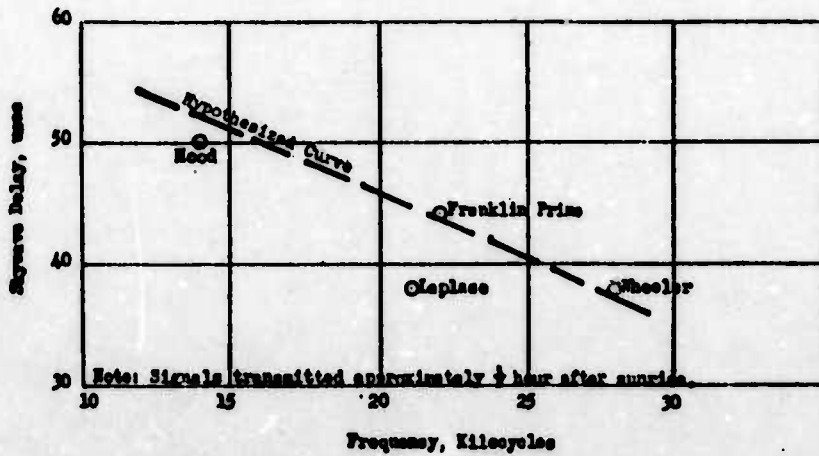 60
50
40
30
Skywave Delay, usec
Hypothesized Curve
Hood
Franklin Prime
Laplace
Wheeler
Note: Signals transmitted aproximately ½ hour after sunrise.
10 15 20 25 30
Frequency, Kilocycles